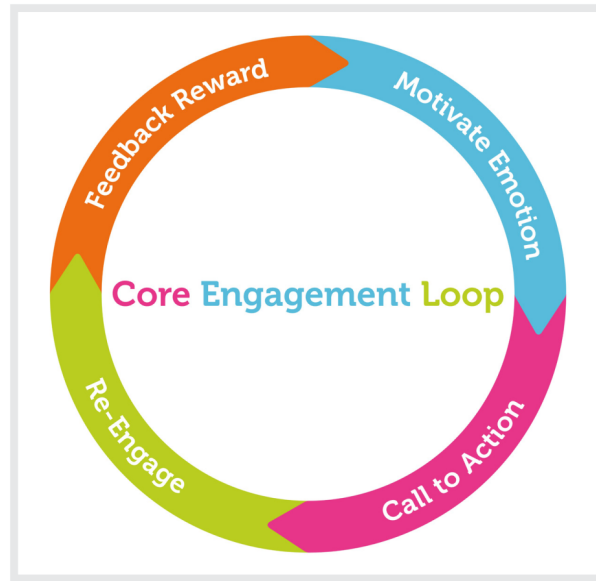 Feedback Reward
Motivate Emotion
Core Engagement Loop
Re-Engage
Call to Action